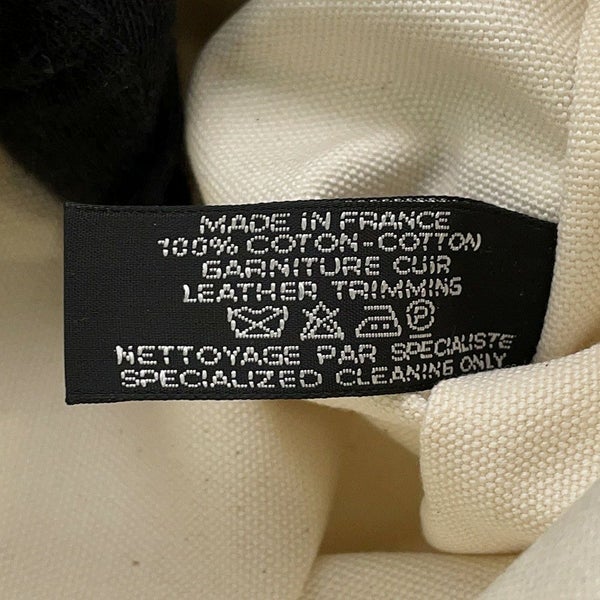 MADE IN FRANCE
100% COTON-COTTON
GARNITURE CUIR
LEATHER TRIMMING
P
NETTOYAGE PAR SPECIALISTE
SPECIALIZED CLEANING ONLY